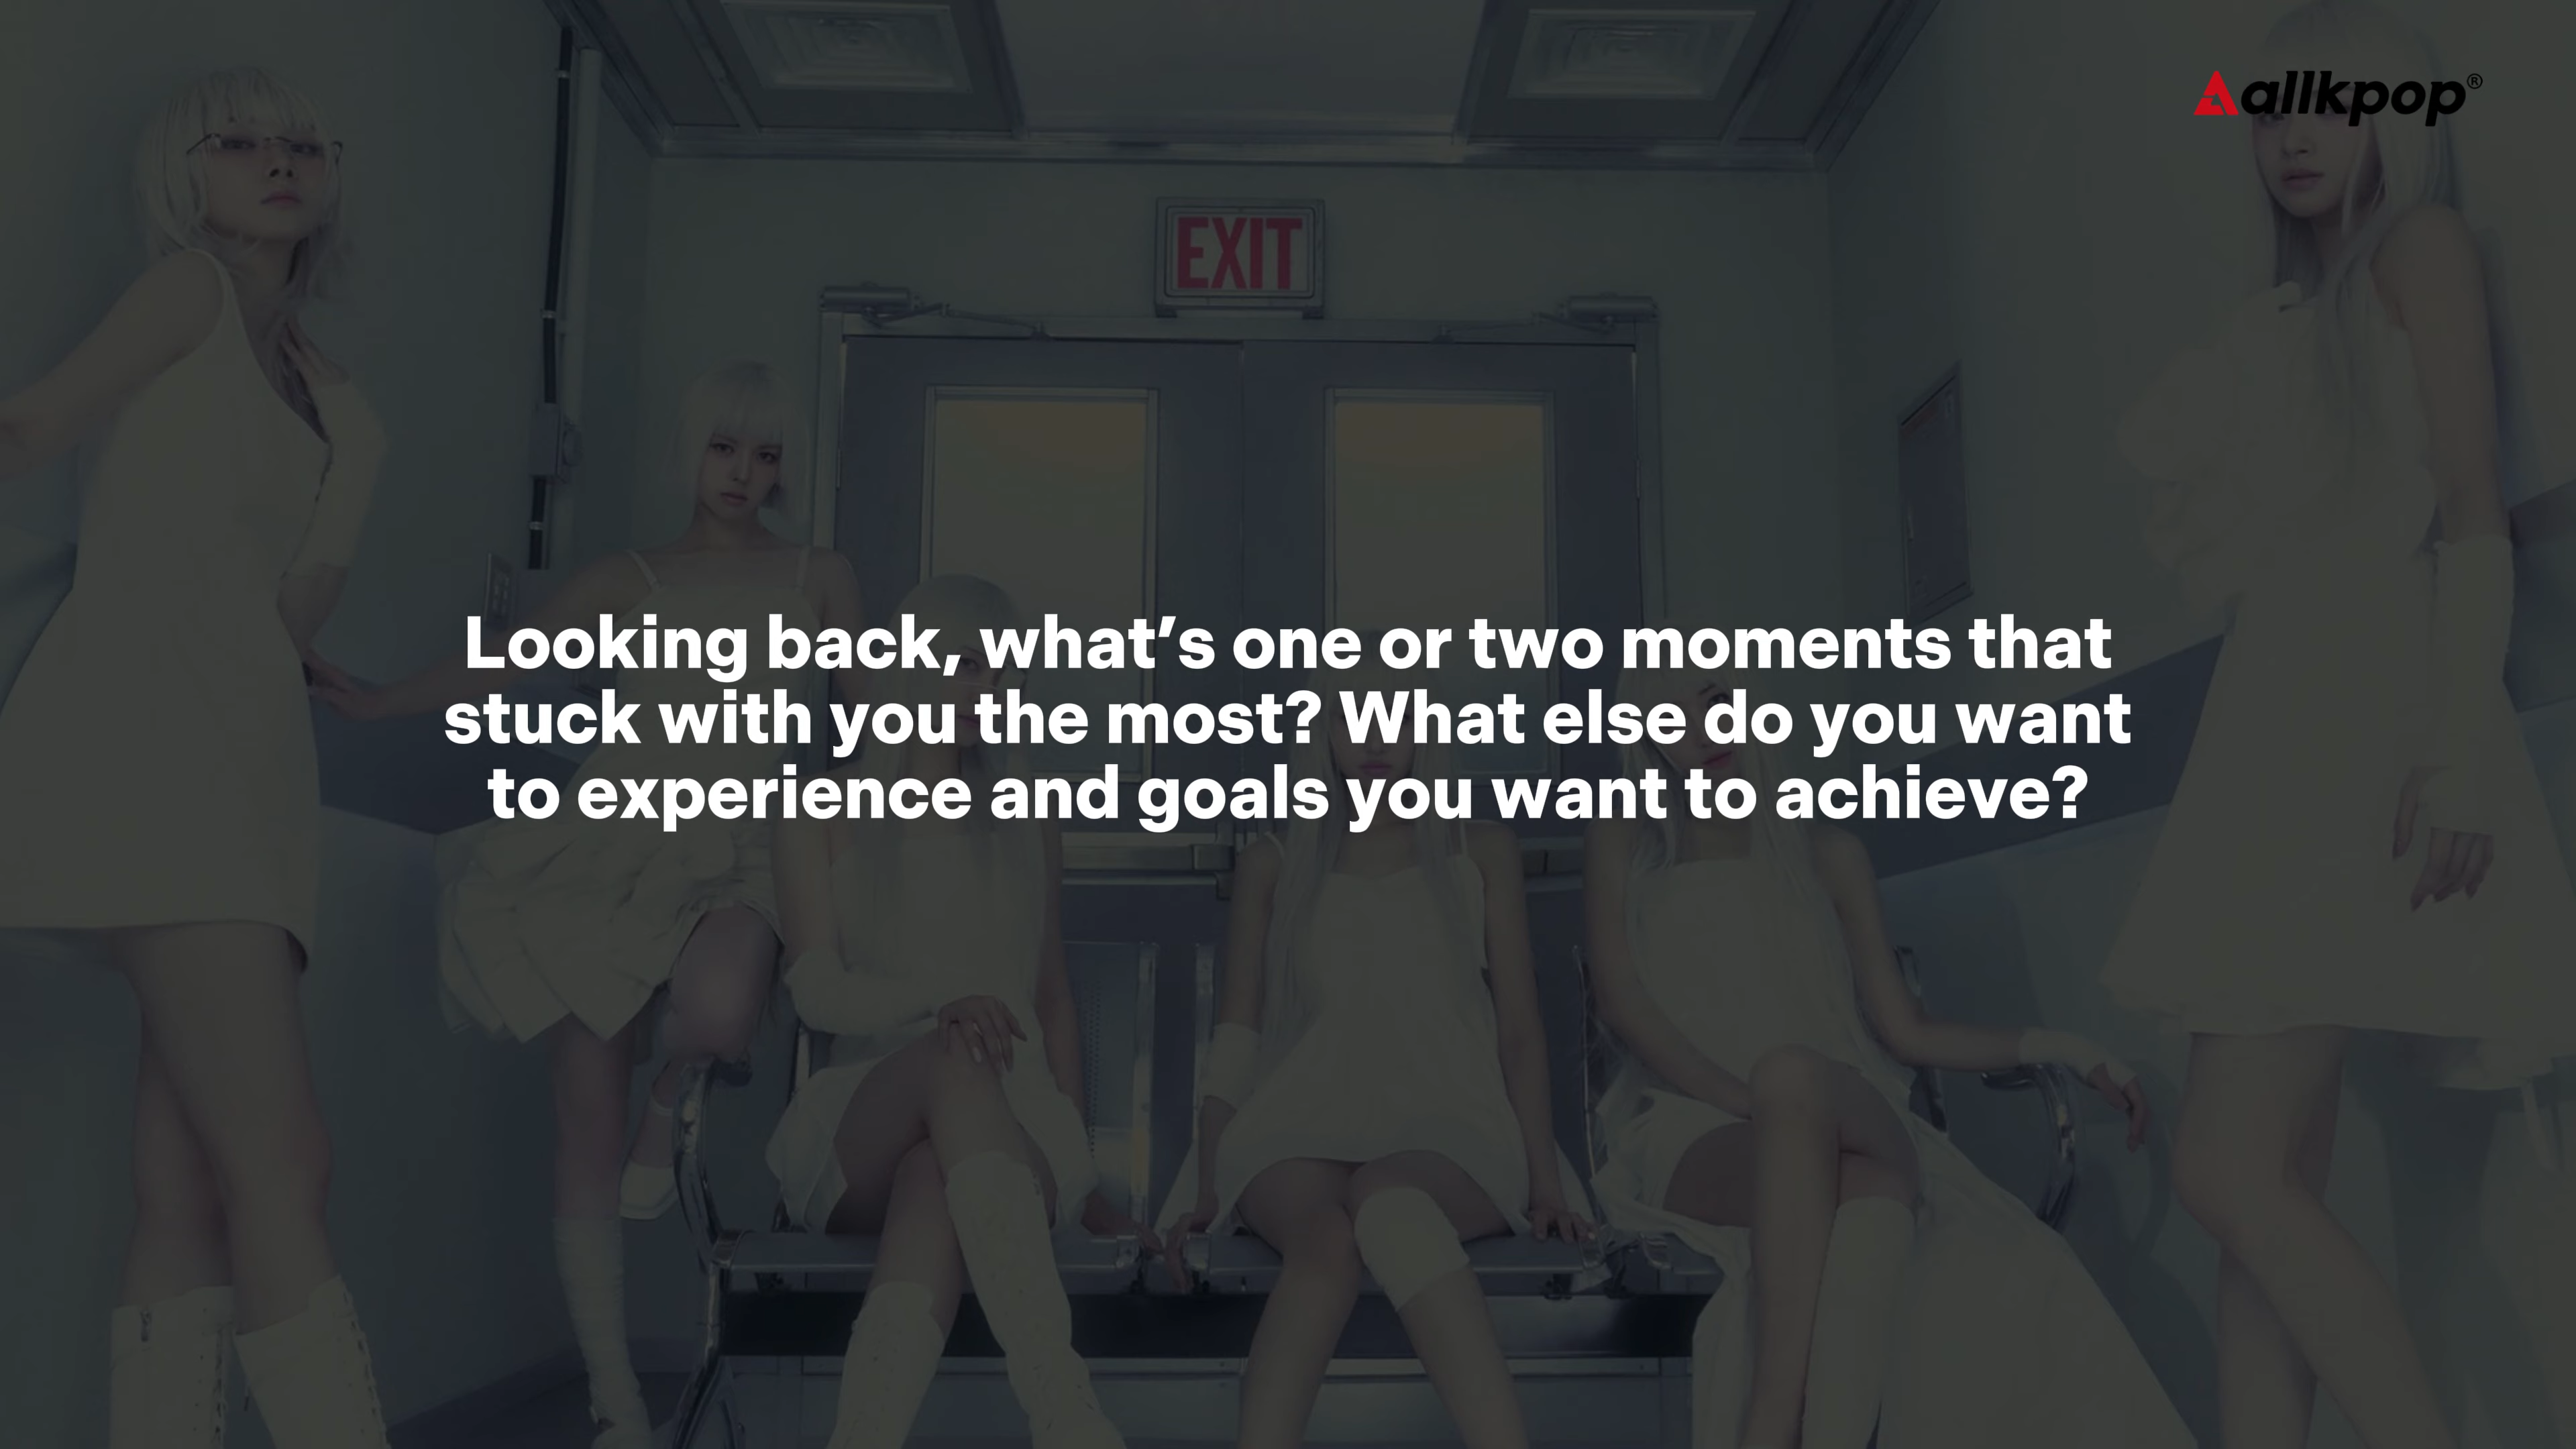 allkpop®
EXIT
Looking back, what’s one or two moments that
stuck with you the most? What else do you want
to experience and goals you want to achieve?